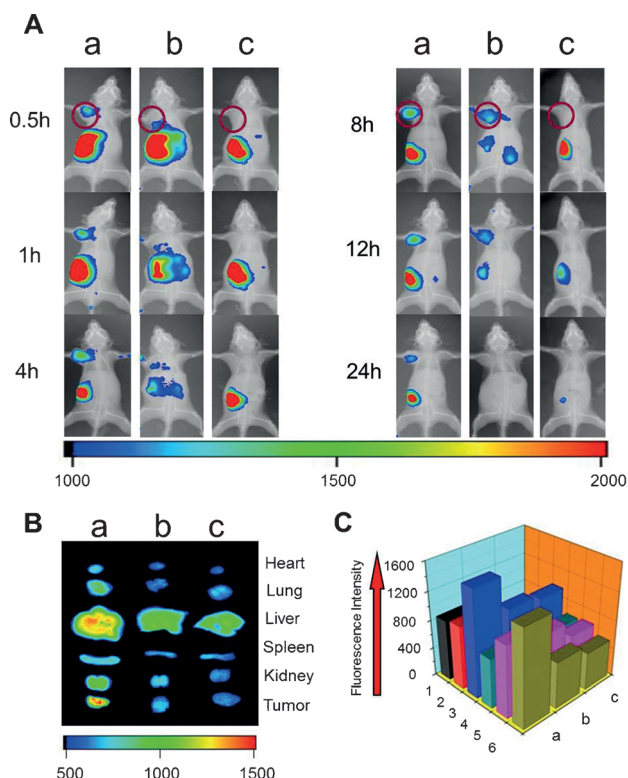 A
a b c a b c
0.5h 8h
1h 12h
4h 24h
1000 1500 2000
B
a b c
Heart
Lung
Liver
Spleen
Kidney
Tumor
500 1000 1500
C
Fluorescence Intensity
1600
1200
800
400
0
1 2 3 4 5 6
a b c